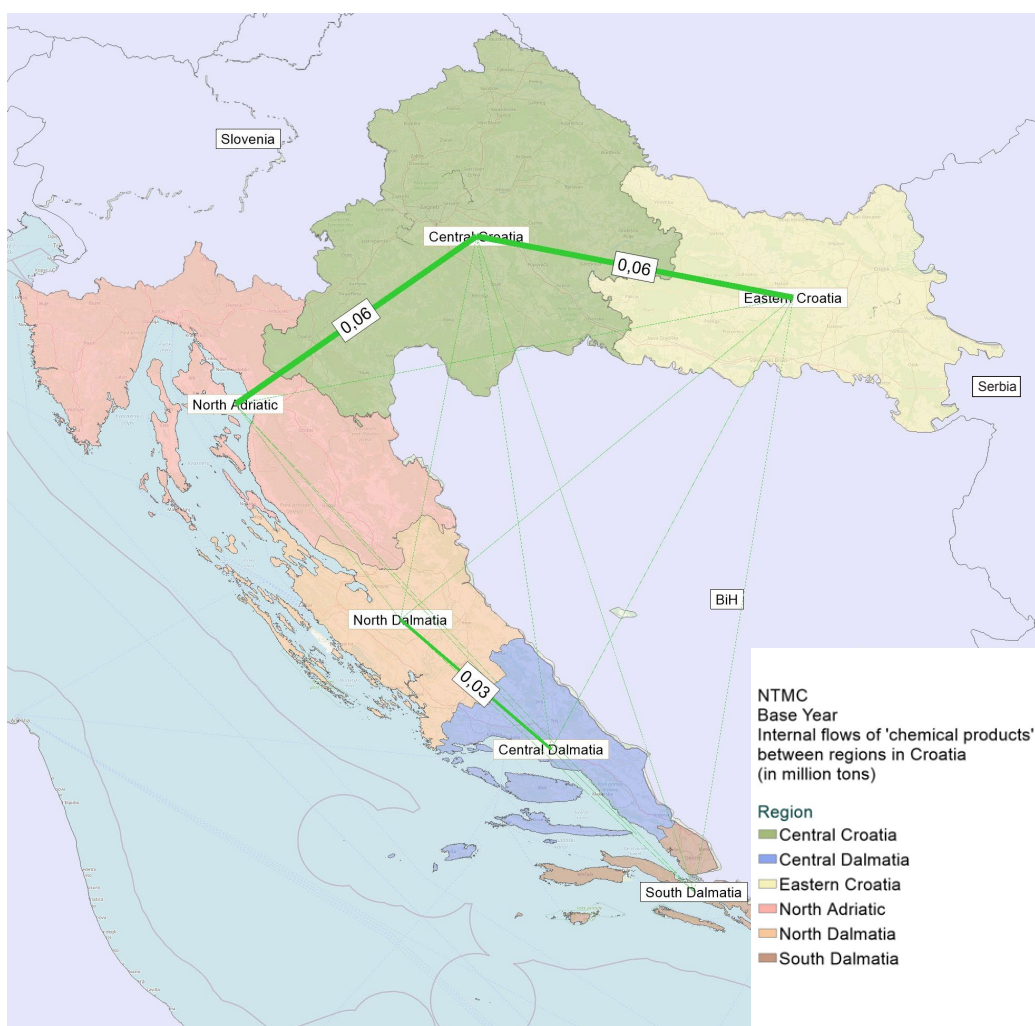 Slovenia
Central Croatia
0,06
Eastern Croatia
0,06
Serbia
North Adriatic
BiH
North Dalmatia
0,03
Central Dalmatia
South Dalmatia
NTMC
Base Year
Internal flows of 'chemical products'
between regions in Croatia
(in million tons)
Region
Central Croatia
Central Dalmatia
Eastern Croatia
North Adriatic
North Dalmatia
South Dalmatia